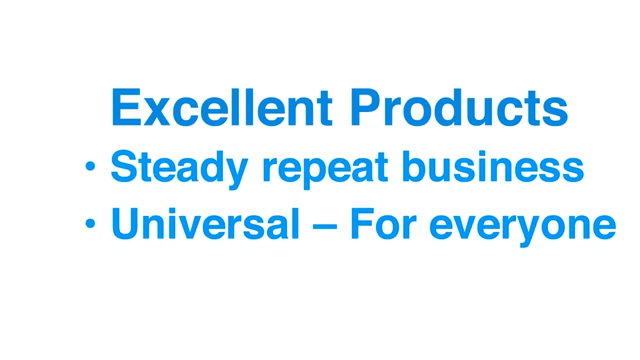 Excellent Products
• Steady repeat business
• Universal – For everyone